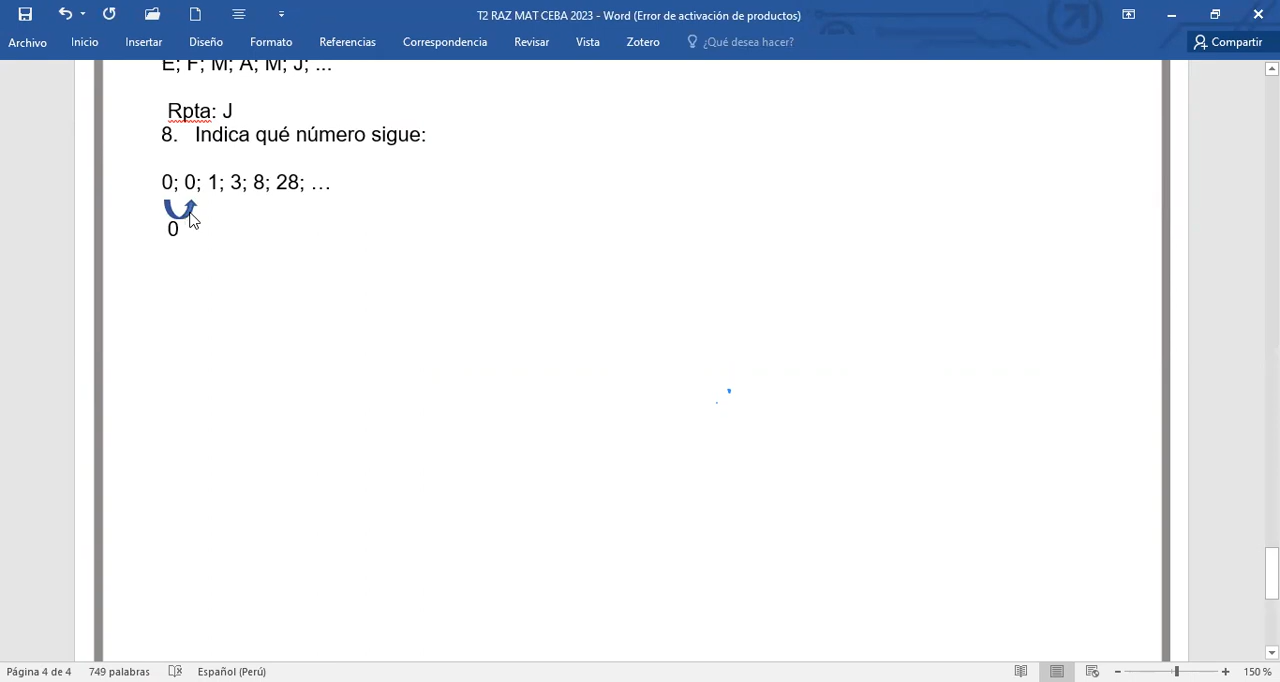 T2 RAZ MAT CEBA 2023 - Word (Error de activación de productos)
Archivo Inicio Insertar Diseño Formato Referencias Correspondencia Revisar Vista Zotero ¿Qué desea hacer? Compartir
E; F; M; A; M; J; ...
Rpta: J
8. Indica qué número sigue:
0; 0; 1; 3; 8; 28; ...
0
Página 4 de 4 749 palabras Español (Perú) 150 %